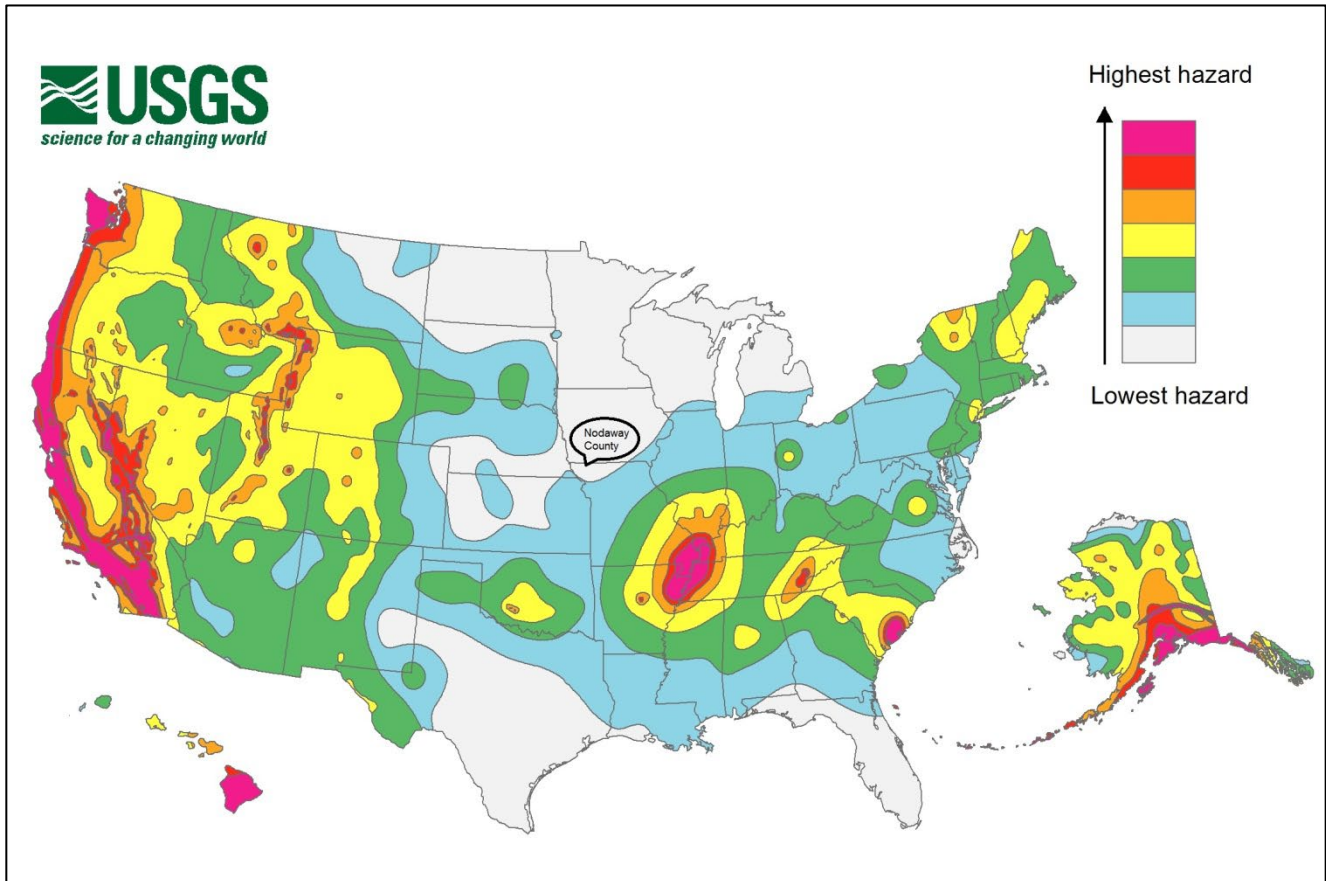 USGS
science for a changing world
Highest hazard
Lowest hazard
Nodaway
County